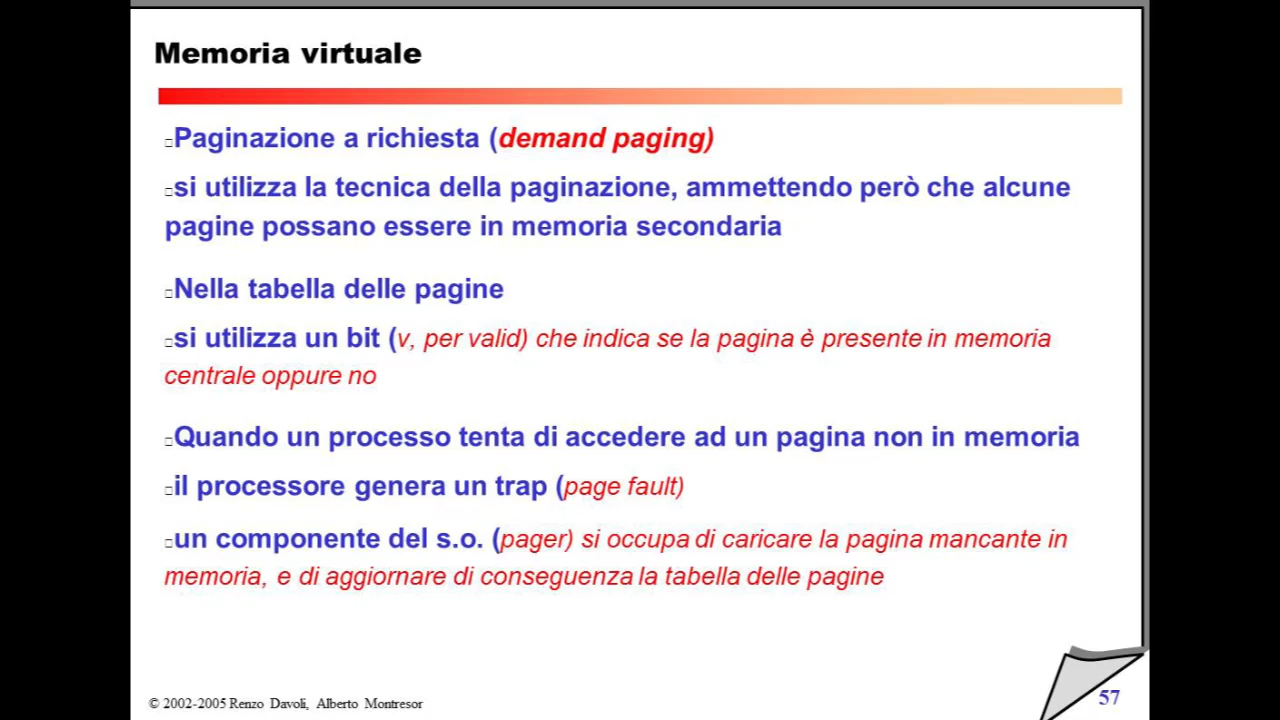 Memoria virtuale
□Paginazione a richiesta (demand paging)
□si utilizza la tecnica della paginazione, ammettendo però che alcune
pagine possano essere in memoria secondaria
□Nella tabella delle pagine
□si utilizza un bit (v, per valid) che indica se la pagina è presente in memoria
centrale oppure no
□Quando un processo tenta di accedere ad un pagina non in memoria
□il processore genera un trap (page fault)
□un componente del s.o. (pager) si occupa di caricare la pagina mancante in
memoria, e di aggiornare di conseguenza la tabella delle pagine
© 2002-2005 Renzo Davoli, Alberto Montresor
57